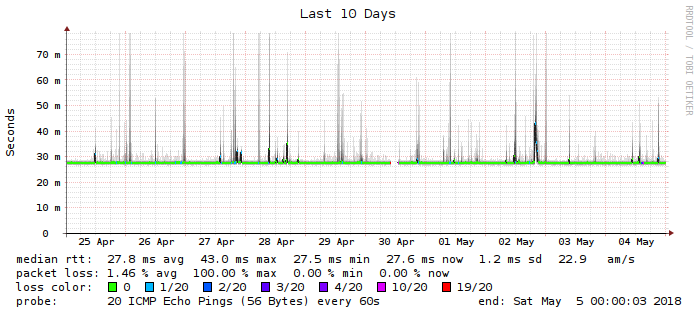 Last 10 Days
RRDTOOL / TOBI OETIKER
Seconds
70 m
60 m
50 m
40 m
30 m
20 m
10 m
0
25 Apr 26 Apr 27 Apr 28 Apr 29 Apr 30 Apr 01 May 02 May 03 May 04 May
median rtt: 27.8 ms avg 43.0 ms max 27.5 ms min 27.6 ms now 1.2 ms sd 22.9 am/s
packet loss: 1.46 % avg 100.00 % max 0.00 % min 0.00 % now
loss color: 0 1/20 2/20 3/20 4/20 10/20 19/20
probe: 20 ICMP Echo Pings (56 Bytes) every 60s end: Sat May 5 00:00:03 2018